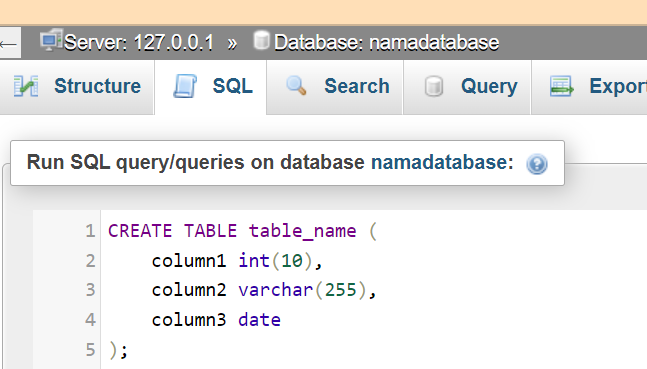 ← Server: 127.0.0.1 » Database: namadatabase
Structure SQL Search Query Export
Run SQL query/queries on database namadatabase:
1 CREATE TABLE table_name (
2 column1 int(10),
3 column2 varchar(255),
4 column3 date
5 );